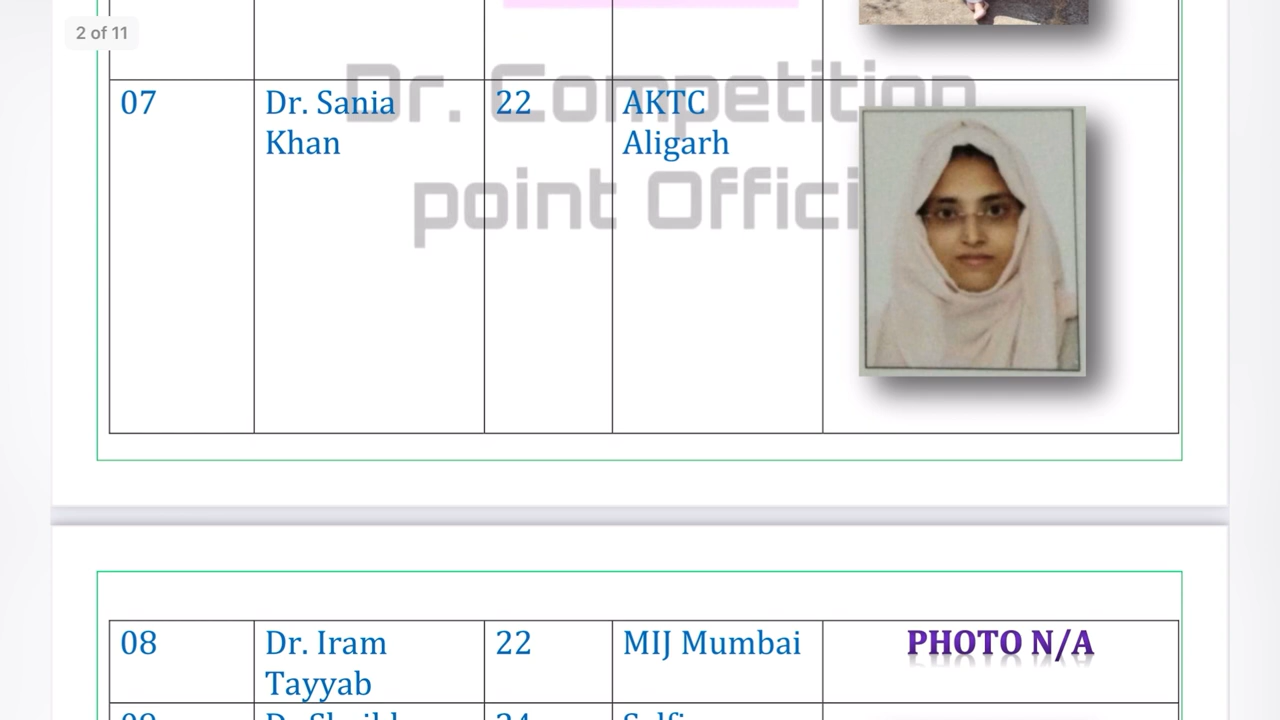 2 of 11
Dr. Competition
point Offici
07
Dr. Sania
Khan
22
AKTC
Aligarh
08
Dr. Iram
Tayyab
22
MIJ Mumbai
PHOTO N/A